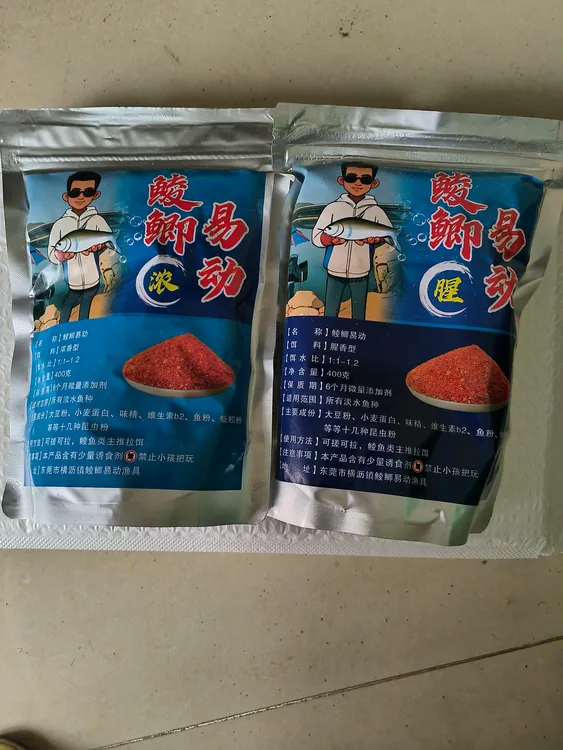 鲮鲫
易动
浓
名 称】鲮鲫易动
饵 料】浓香型
饵水比】1:1-1.2
净含量】400克
保质期】6个月微量添加剂
适用范围】所有淡水鱼种
主要成份】大豆粉、小麦蛋白、味精、维生素b2、鱼粉、蚯蚓粉
等等十几种昆虫粉
用方法】可搓可拉，鲮鱼类主推拉饵
事项】本产品含有少量诱食剂 禁止小孩把玩
址】东莞市横沥镇鲮鲫易动渔具
鲮鲫
易动
腥
【名 称】鲮鲫易动
【饵 料】腥香型
【饵水比】1:1-1.2
【净含量】400克
【保质期】6个月微量添加剂
【适用范围】所有淡水鱼种
【主要成份】大豆粉、小麦蛋白、味精、维生素b2、鱼粉、
等等十几种昆虫粉
【使用方法】可搓可拉，鲮鱼类主推拉饵
【注意事项】本产品含有少量诱食剂 禁止小孩把玩
【地 址】东莞市横沥镇鲮鲫易动渔具